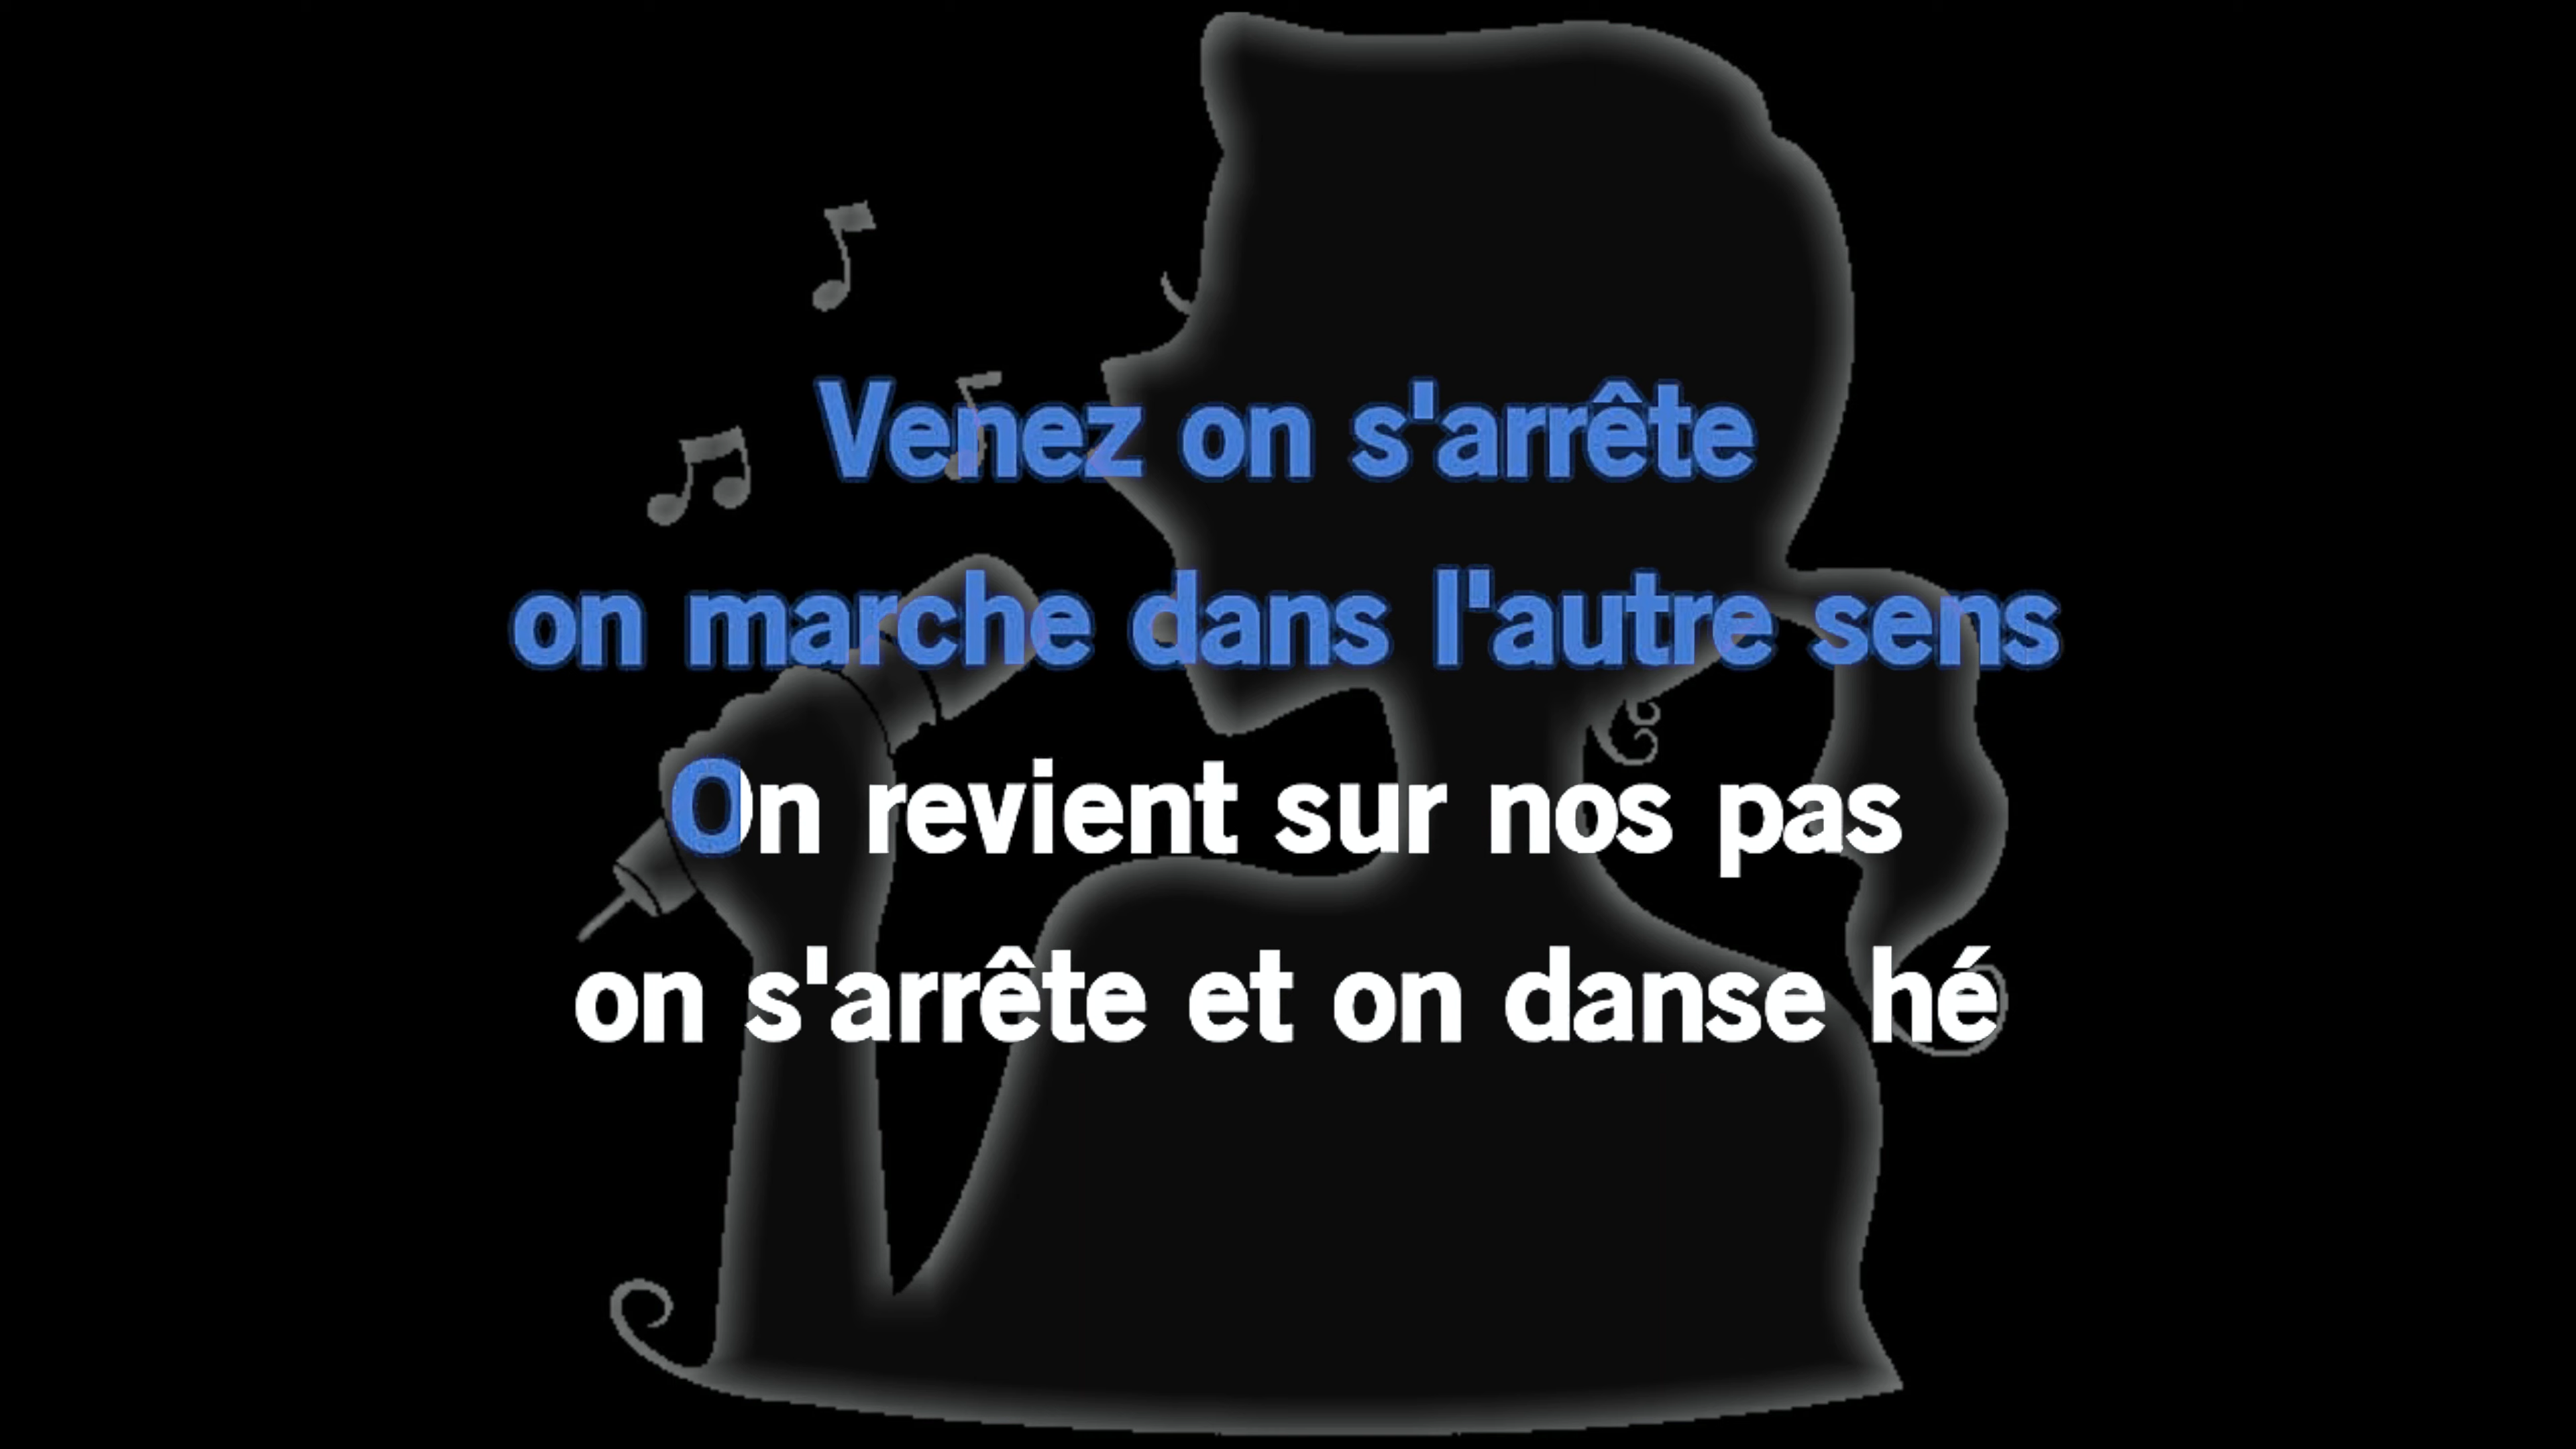 Venez on s'arrête
on marche dans l'autre sens
On revient sur nos pas
on s'arrête et on danse hé